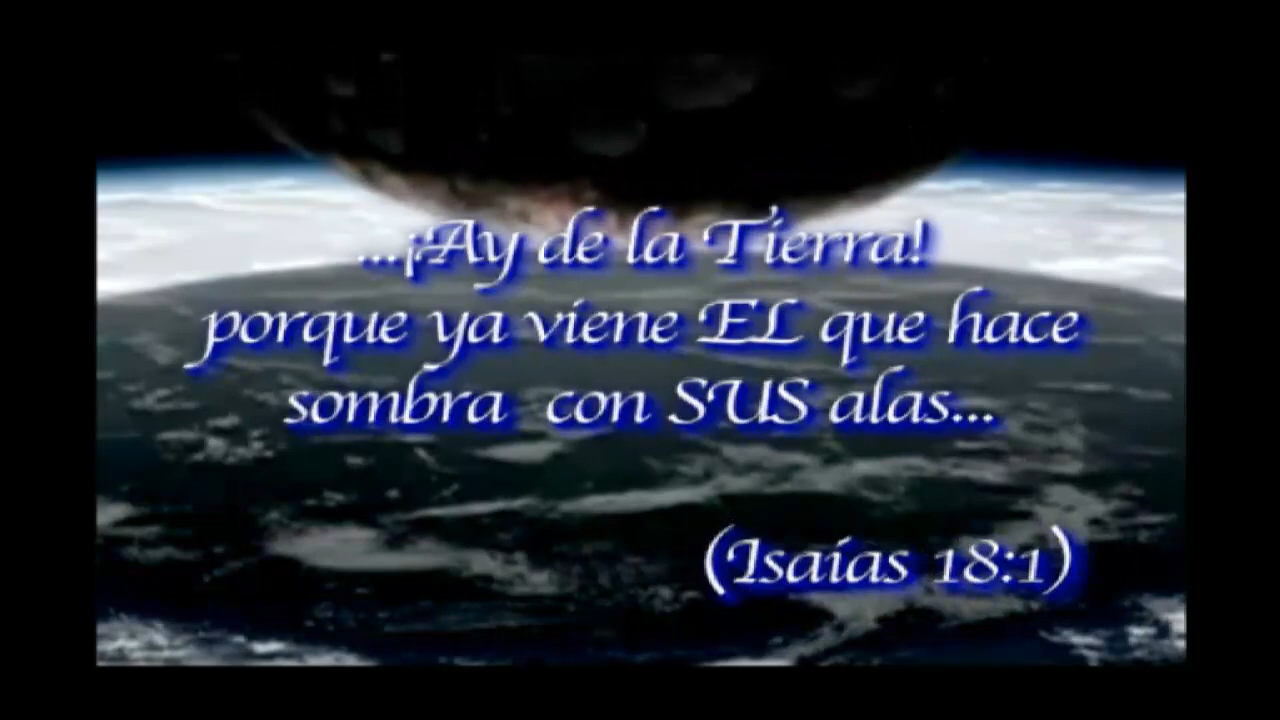 ...¡Ay de la Tierra!
porque ya viene EL que hace
sombra con SUS alas...
(Isaías 18:1)